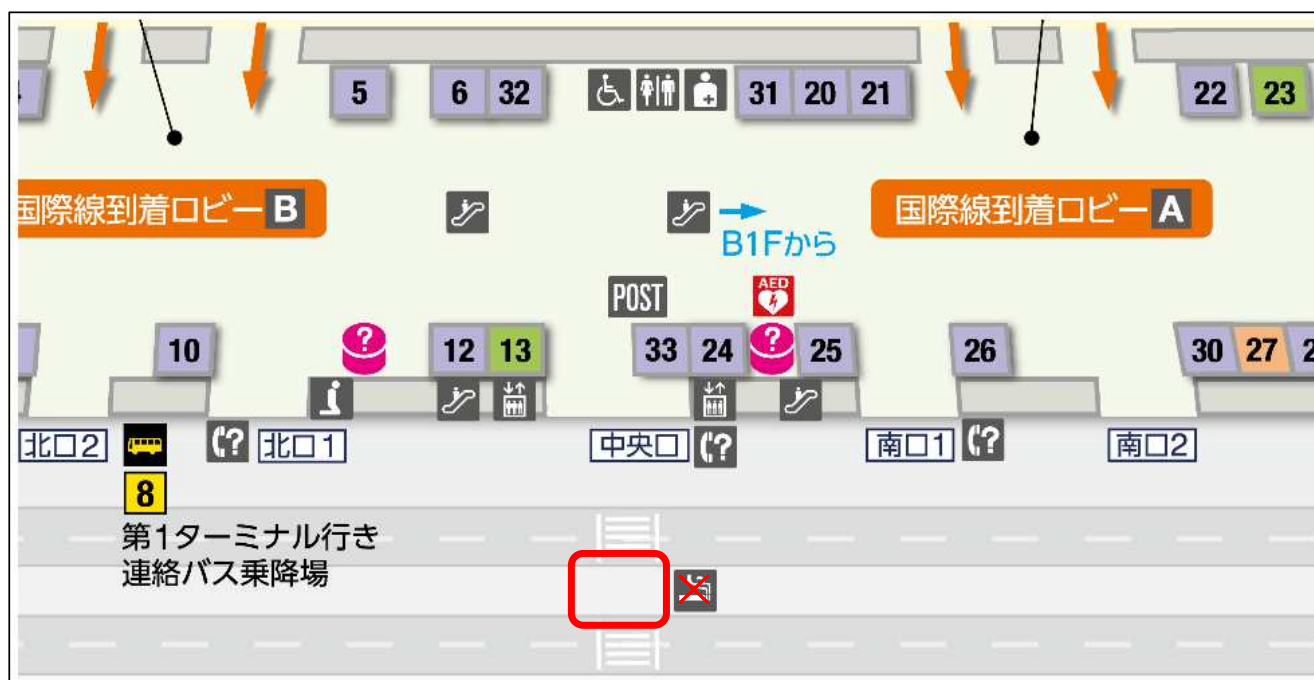 5 6 32 31 20 21 22 23
国際線到着ロビー B
国際線到着ロビー A
B1Fから
POST
AED
10 ? 12 13 33 24 ? 25 26 30 27 2
北口2
?
北口1
中央口
?
南口1
?
南口2
8
第1ターミナル行き
連絡バス乗降場